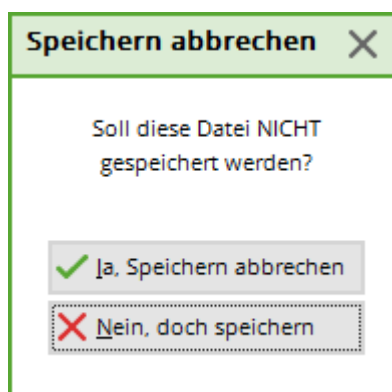 Speichern abbrechen
Soll diese Datei NICHT
gespeichert werden?
Ja, Speichern abbrechen
Nein, doch speichern